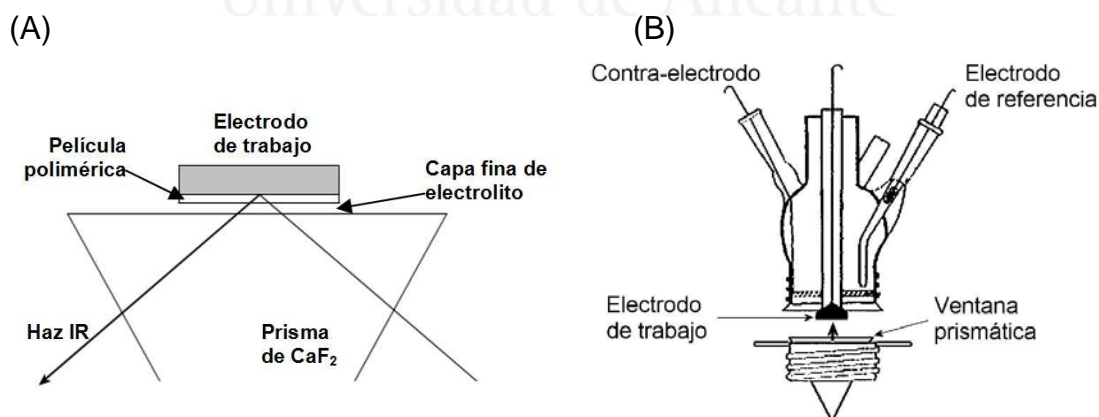 Universidad de Alicante
(A)
(B)
Electrodo
de trabajo
Película
polimérica
Capa fina de
electrolito
Haz IR
Prisma
de CaF₂
Contra-electrodo
Electrodo
de referencia
Electrodo
de trabajo
Ventana
prismática